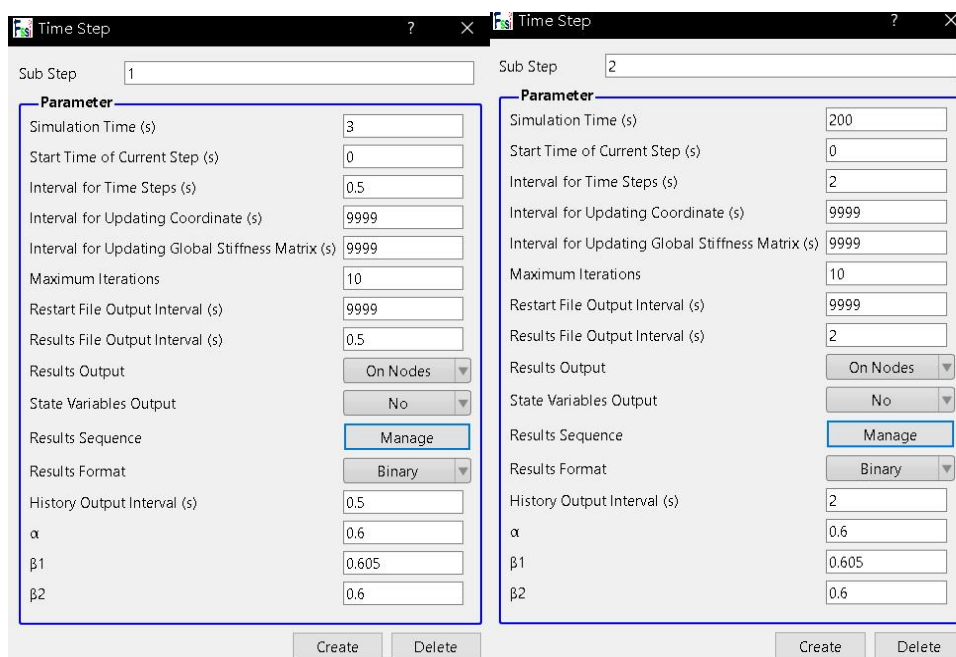 Fssi Time Step ? ×
Sub Step 1
Parameter
Simulation Time (s) 3
Start Time of Current Step (s) 0
Interval for Time Steps (s) 0.5
Interval for Updating Coordinate (s) 9999
Interval for Updating Global Stiffness Matrix (s) 9999
Maximum Iterations 10
Restart File Output Interval (s) 9999
Results File Output Interval (s) 0.5
Results Output On Nodes
State Variables Output No
Results Sequence Manage
Results Format Binary
History Output Interval (s) 0.5
α 0.6
β1 0.605
β2 0.6
Create Delete
Fssi Time Step ? ×
Sub Step 2
Parameter
Simulation Time (s) 200
Start Time of Current Step (s) 0
Interval for Time Steps (s) 2
Interval for Updating Coordinate (s) 9999
Interval for Updating Global Stiffness Matrix (s) 9999
Maximum Iterations 10
Restart File Output Interval (s) 9999
Results File Output Interval (s) 2
Results Output On Nodes
State Variables Output No
Results Sequence Manage
Results Format Binary
History Output Interval (s) 2
α 0.6
β1 0.605
β2 0.6
Create Delete